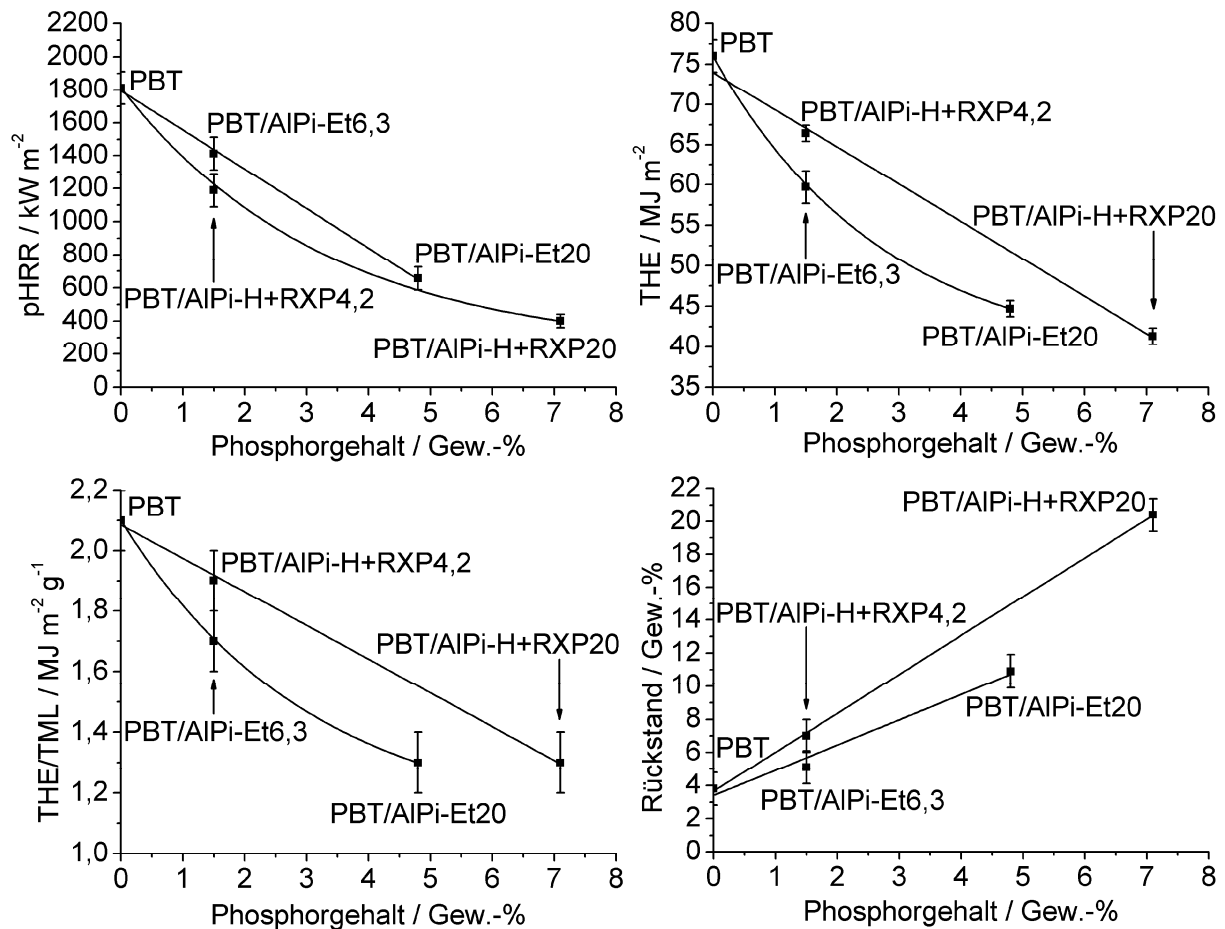 2200
2000
1800
1600
1400
1200
1000
800
600
400
200
0
pHRR / kW m-2
PBT
PBT/AlPi-Et6,3
PBT/AlPi-H+RXP4,2
PBT/AlPi-Et20
PBT/AlPi-H+RXP20
0 1 2 3 4 5 6 7 8
Phosphorgehalt / Gew.-%
80
75
70
65
60
55
50
45
40
35
THE / MJ m-2
PBT
PBT/AlPi-H+RXP4,2
PBT/AlPi-H+RXP20
PBT/AlPi-Et6,3
PBT/AlPi-Et20
0 1 2 3 4 5 6 7 8
Phosphorgehalt / Gew.-%
2,2
2,0
1,8
1,6
1,4
1,2
1,0
THE/TML / MJ m-2 g-1
PBT
PBT/AlPi-H+RXP4,2
PBT/AlPi-H+RXP20
PBT/AlPi-Et6,3
PBT/AlPi-Et20
0 1 2 3 4 5 6 7 8
Phosphorgehalt / Gew.-%
22
20
18
16
14
12
10
8
6
4
2
0
Rückstand / Gew.-%
PBT/AlPi-H+RXP20
PBT/AlPi-H+RXP4,2
PBT
PBT/AlPi-Et20
PBT/AlPi-Et6,3
0 1 2 3 4 5 6 7 8
Phosphorgehalt / Gew.-%